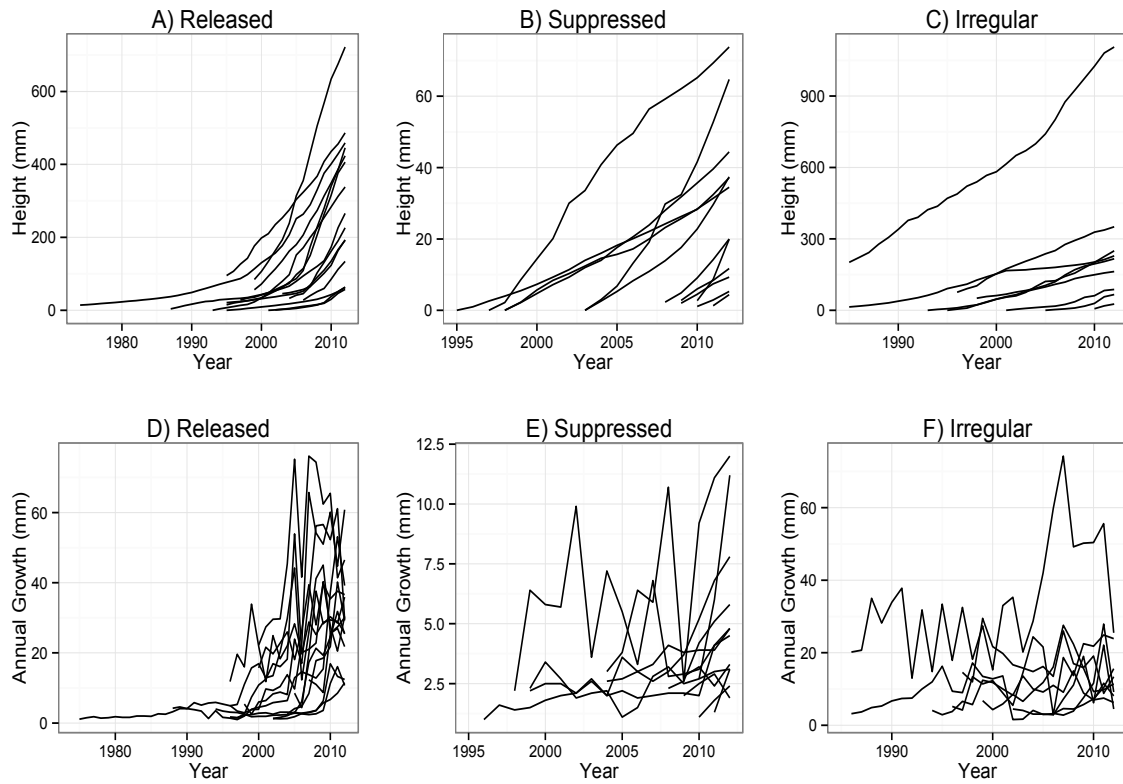 A) Released
B) Suppressed
C) Irregular
Height (mm)
600
400
200
0
1980
1990
2000
2010
Year
Height (mm)
60
40
20
0
1995
2000
2005
2010
Year
Height (mm)
900
600
300
0
1990
2000
2010
Year
D) Released
E) Suppressed
F) Irregular
Annual Growth (mm)
60
40
20
0
1980
1990
2000
2010
Year
Annual Growth (mm)
12.5
10.0
7.5
5.0
2.5
1995
2000
2005
2010
Year
Annual Growth (mm)
60
40
20
0
1990
2000
2010
Year